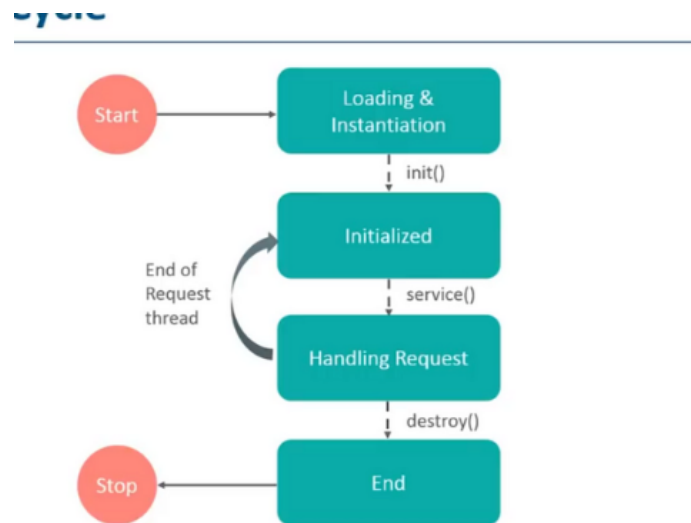 Start
Loading &
Instantiation
init()
Initialized
End of
Request
thread
service()
Handling Request
destroy()
Stop
End